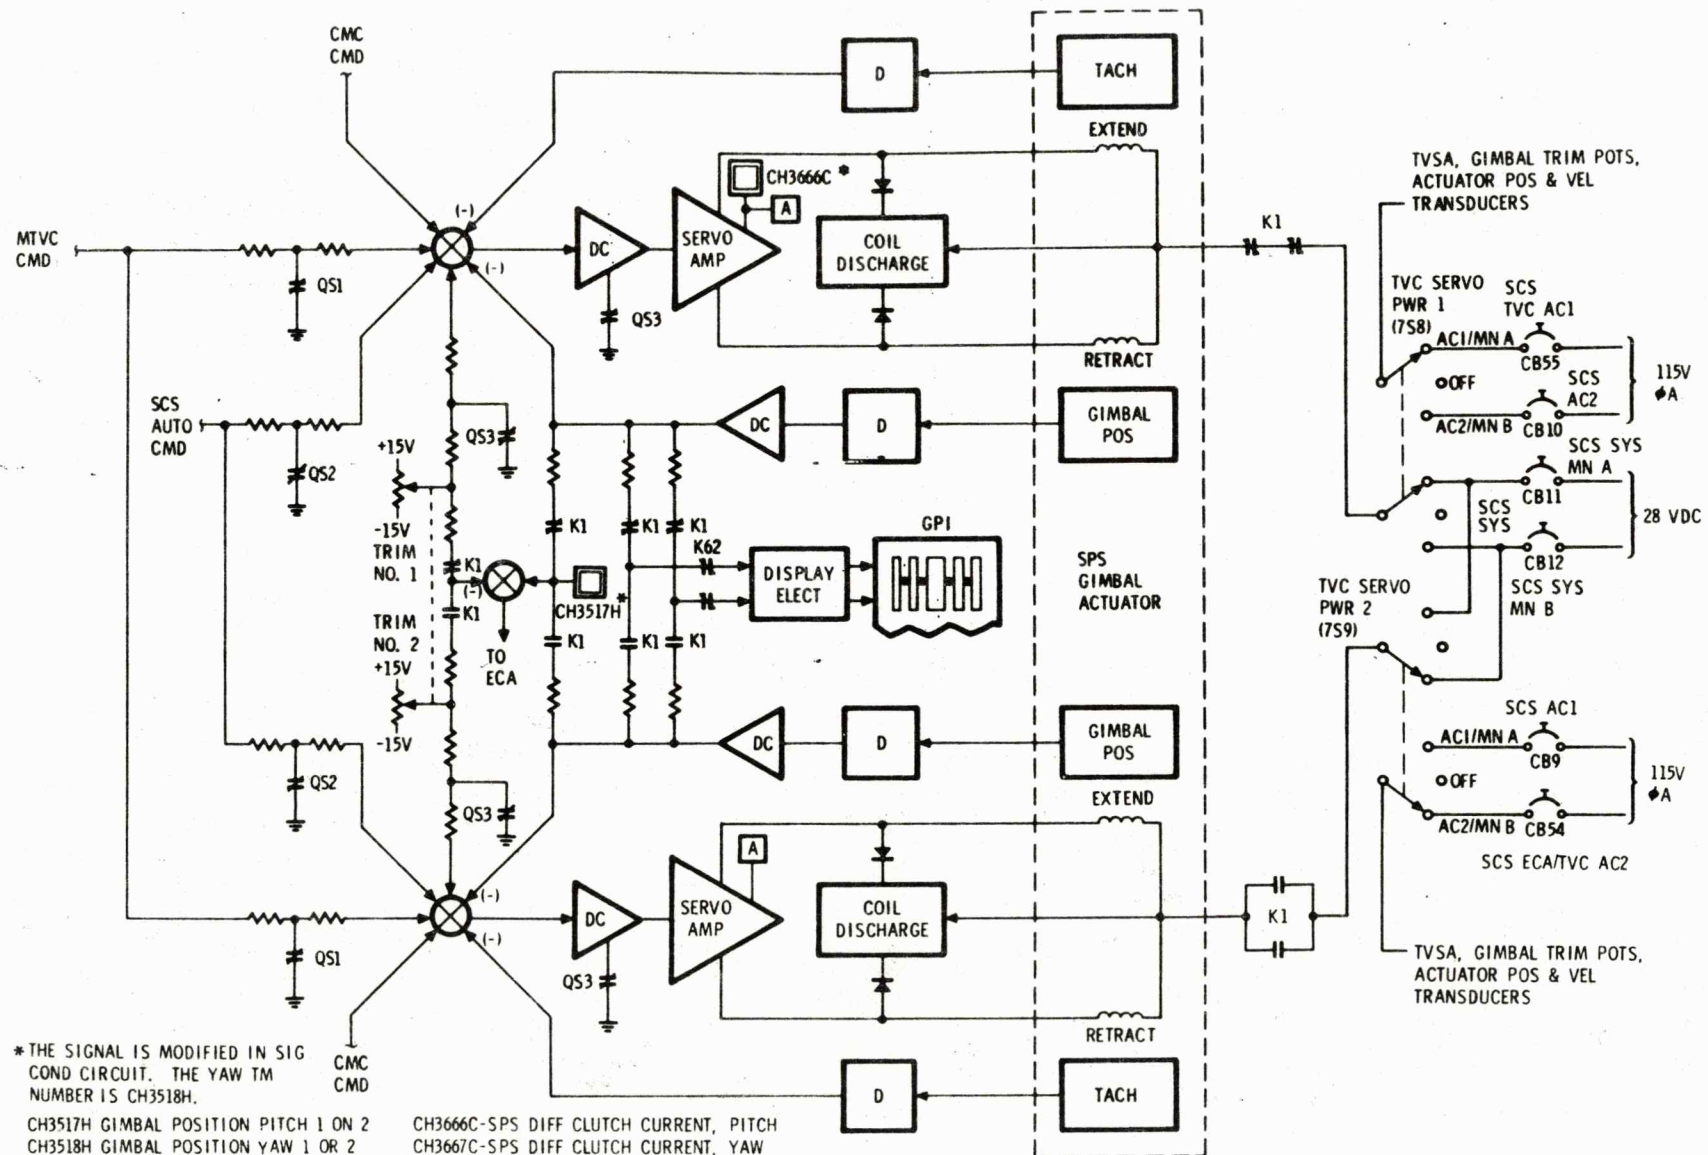 CMC
CMD
D
TACH
EXTEND
(-)
CH3666C *
A
MTVC
CMD
DC
SERVO
AMP
COIL
DISCHARGE
K1
QS1
(-)
QS3
RETRACT
TVSA, GIMBAL TRIM POTS,
ACTUATOR POS & VEL
TRANSDUCERS
TVC SERVO
PWR 1
(7S8)
SCS
TVC AC1
AC1/MN A
CB55
OFF
SCS
AC2
AC2/MN B
CB10
115V
ϕA
SCS SYS
MN A
CB11
SCS
SYS
CB12
SCS SYS
MN B
28 VDC
SCS
AUTO
CMD
QS2
+15V
-15V
TRIM
NO. 1
QS3
DC
D
GIMBAL
POS
K1
K1
K1
K1
K62
GPI
DISPLAY
ELECT
(-)
CH3517H *
K1
TO
ECA
K1
K1
K1
TRIM
NO. 2
+15V
-15V
SPS
GIMBAL
ACTUATOR
TVC SERVO
PWR 2
(7S9)
SCS AC1
AC1/MN A
CB9
OFF
AC2/MN B
CB54
115V
ϕA
SCS ECA/TVC AC2
DC
D
GIMBAL
POS
EXTEND
QS2
QS3
A
(-)
DC
SERVO
AMP
COIL
DISCHARGE
K1
QS1
(-)
QS3
RETRACT
TVSA, GIMBAL TRIM POTS,
ACTUATOR POS & VEL
TRANSDUCERS
CMC
CMD
D
TACH
* THE SIGNAL IS MODIFIED IN SIG
COND CIRCUIT. THE YAW TM
NUMBER IS CH3518H.
CH3517H GIMBAL POSITION PITCH 1 ON 2
CH3518H GIMBAL POSITION YAW 1 OR 2
CH3666C-SPS DIFF CLUTCH CURRENT, PITCH
CH3667C-SPS DIFF CLUTCH CURRENT, YAW